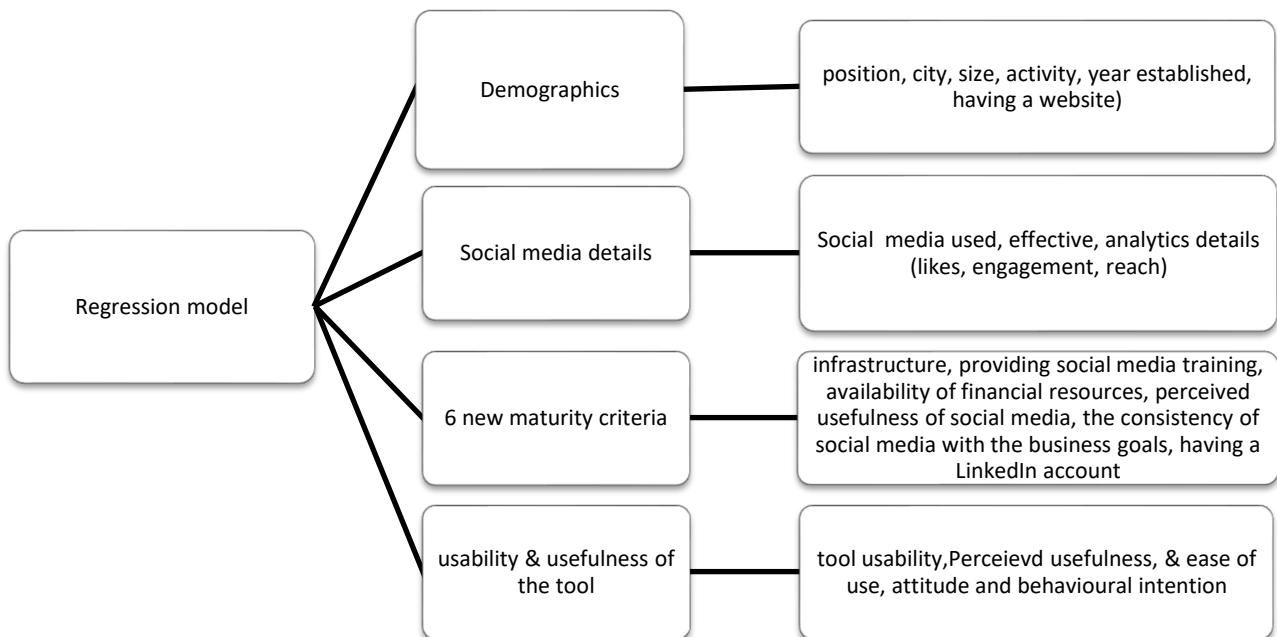 Regression model
Demographics
position, city, size, activity, year established,
having a website)
Social media details
Social  media used, effective, analytics details
(likes, engagement, reach)
6 new maturity criteria
infrastructure, providing social media training,
availability of financial resources, perceived
usefulness of social media, the consistency of
social media with the business goals, having a
LinkedIn account
usability & usefulness of
the tool
tool usability,Perceievd usefulness, & ease of
use, attitude and behavioural intention